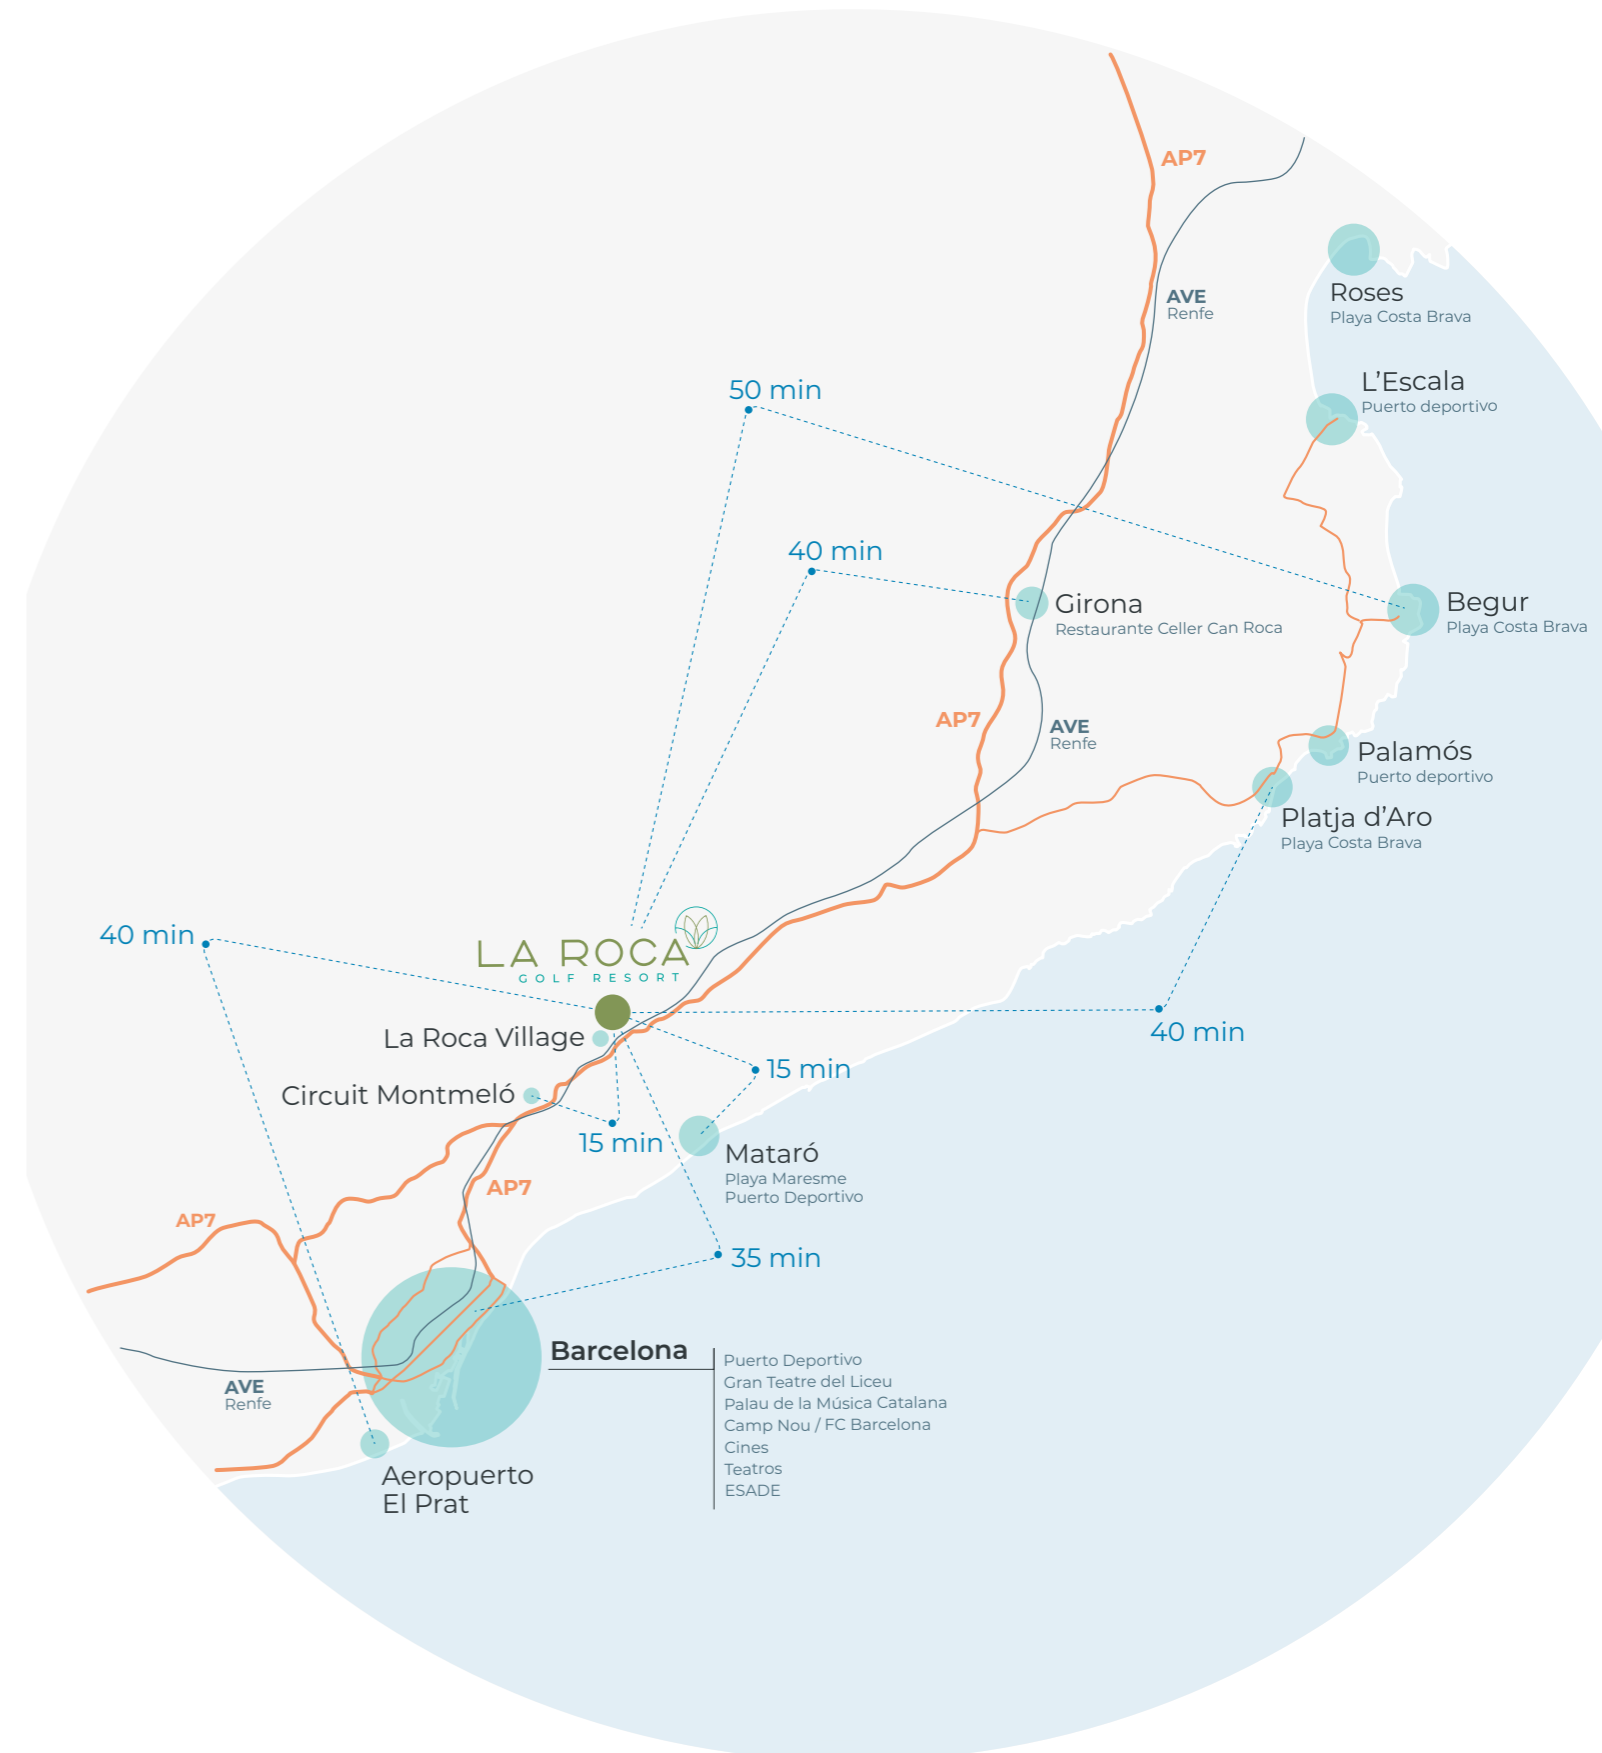 AP7
AVE
Renfe
Roses
Playa Costa Brava
L'Escala
Puerto deportivo
50 min
40 min
Girona
Restaurante Celler Can Roca
Begur
Playa Costa Brava
AP7
AVE
Renfe
Palamós
Puerto deportivo
Platja d'Aro
Playa Costa Brava
40 min
LA ROCA
GOLF RESORT
La Roca Village
40 min
15 min
Circuit Montmeló
15 min
Mataró
Playa Maresme
Puerto Deportivo
AP7
AP7
35 min
Barcelona
Puerto Deportivo
Gran Teatre del Liceu
Palau de la Música Catalana
Camp Nou / FC Barcelona
Cines
Teatros
ESADE
AVE
Renfe
Aeropuerto
El Prat